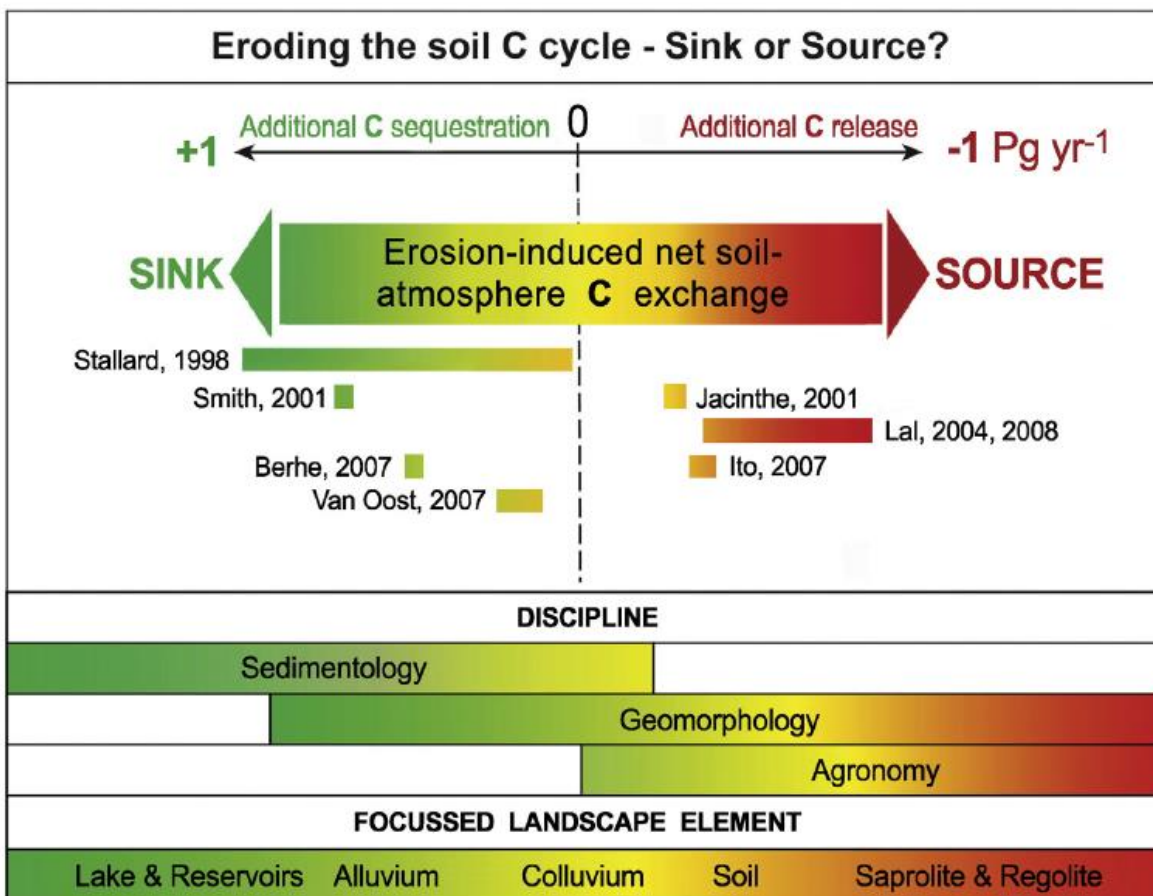 Eroding the soil C cycle - Sink or Source?
Additional C sequestration 0 Additional C release
+1 -1 Pg yr-1
Erosion-induced net soil-
SINK atmosphere C exchange SOURCE
Stallard, 1998
Smith, 2001 Jacinthe, 2001
Lal, 2004, 2008
Berhe, 2007 Ito, 2007
Van Oost, 2007
DISCIPLINE
Sedimentology
Geomorphology
Agronomy
FOCUSSED LANDSCAPE ELEMENT
Lake & Reservoirs Alluvium Colluvium Soil Saprolite & Regolite